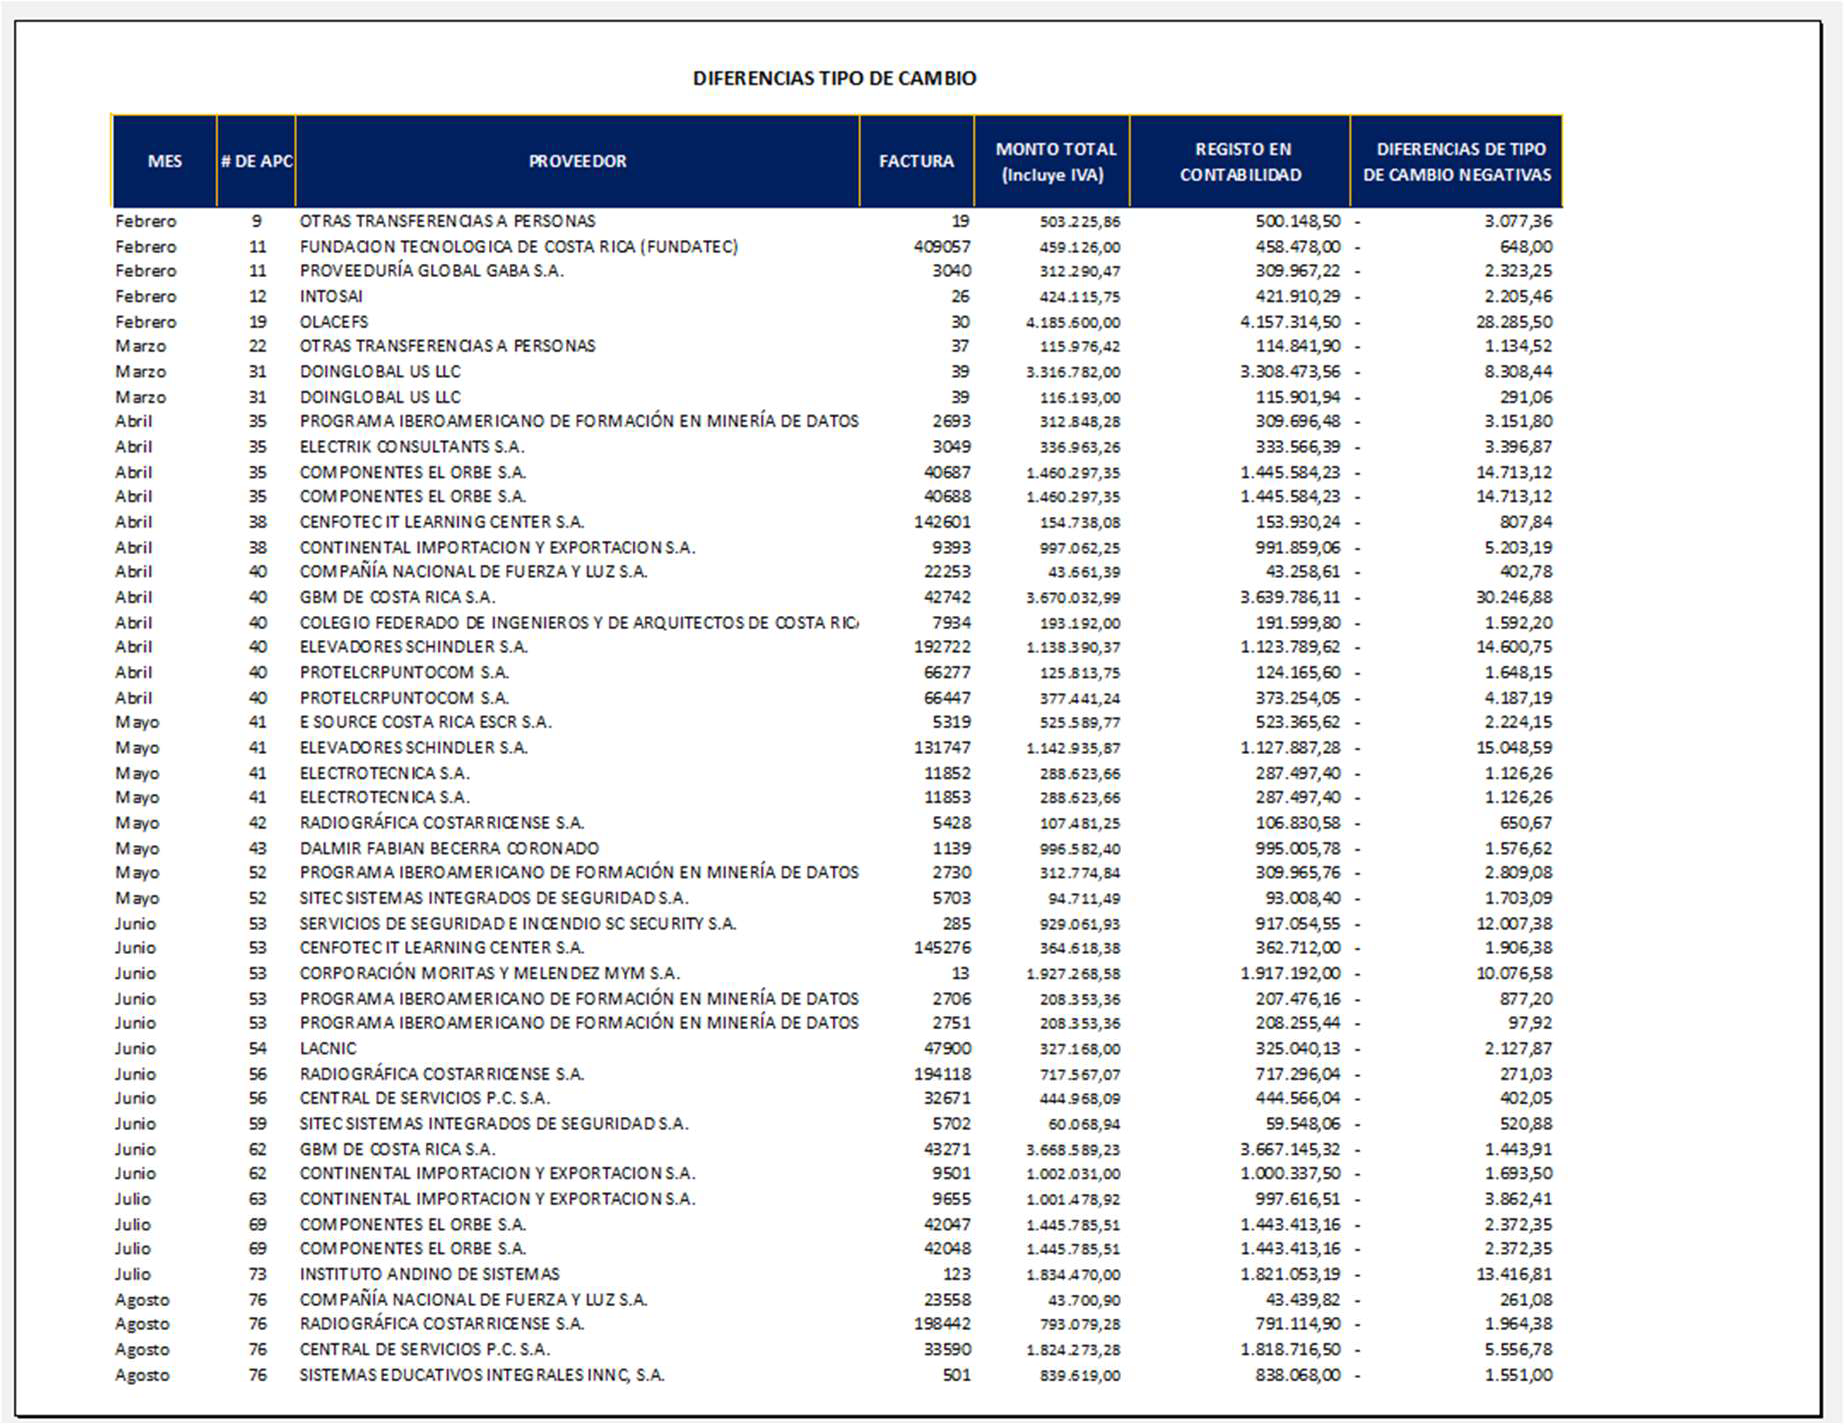 DIFERENCIAS TIPO DE CAMBIO
MES # DE APC PROVEEDOR FACTURA MONTO TOTAL (Incluye IVA) REGISTO EN CONTABILIDAD DIFERENCIAS DE TIPO DE CAMBIO NEGATIVAS
Febrero 9 OTRAS TRANSFERENCIAS A PERSONAS 19 503.225,86 500.148,50 - 3.077,36
Febrero 11 FUNDACION TECNOLOGICA DE COSTA RICA (FUNDATEC) 409057 459.126,00 458.478,00 - 648,00
Febrero 11 PROVEEDURÍA GLOBAL GABA S.A. 3040 312.290,47 309.967,22 - 2.323,25
Febrero 12 INTOSAI 26 424.115,75 421.910,29 - 2.205,46
Febrero 19 OLACEFS 30 4.185.600,00 4.157.314,50 - 28.285,50
Marzo 22 OTRAS TRANSFERENCIAS A PERSONAS 37 115.976,42 114.841,90 - 1.134,52
Marzo 31 DOINGLOBAL US LLC 39 3.316.782,00 3.308.473,56 - 8.308,44
Marzo 31 DOINGLOBAL US LLC 39 116.193,00 115.901,94 - 291,06
Abril 35 PROGRAMA IBEROAMERICANO DE FORMACIÓN EN MINERÍA DE DATOS 2693 312.848,28 309.696,48 - 3.151,80
Abril 35 ELECTRIK CONSULTANTS S.A. 3049 336.963,26 333.566,39 - 3.396,87
Abril 35 COMPONENTES EL ORBE S.A. 40687 1.460.297,35 1.445.584,23 - 14.713,12
Abril 35 COMPONENTES EL ORBE S.A. 40688 1.460.297,35 1.445.584,23 - 14.713,12
Abril 38 CENFOTEC IT LEARNING CENTER S.A. 142601 154.738,08 153.930,24 - 807,84
Abril 38 CONTINENTAL IMPORTACION Y EXPORTACION S.A. 9393 997.062,25 991.859,06 - 5.203,19
Abril 40 COMPAÑÍA NACIONAL DE FUERZA Y LUZ S.A. 22253 43.661,39 43.258,61 - 402,78
Abril 40 GBM DE COSTA RICA S.A. 42742 3.670.032,99 3.639.786,11 - 30.246,88
Abril 40 COLEGIO FEDERADO DE INGENIEROS Y DE ARQUITECTOS DE COSTA RIC 7934 193.192,00 191.599,80 - 1.592,20
Abril 40 ELEVADORES SCHINDLER S.A. 192722 1.138.390,37 1.123.789,62 - 14.600,75
Abril 40 PROTELCRPUNTOCOM S.A. 66277 125.813,75 124.165,60 - 1.648,15
Abril 40 PROTELCRPUNTOCOM S.A. 66447 377.441,24 373.254,05 - 4.187,19
Mayo 41 E SOURCE COSTA RICA ESCR S.A. 5319 525.589,77 523.365,62 - 2.224,15
Mayo 41 ELEVADORES SCHINDLER S.A. 131747 1.142.935,87 1.127.887,28 - 15.048,59
Mayo 41 ELECTROTECNICA S.A. 11852 288.623,66 287.497,40 - 1.126,26
Mayo 41 ELECTROTECNICA S.A. 11853 288.623,66 287.497,40 - 1.126,26
Mayo 42 RADIOGRÁFICA COSTARRICENSE S.A. 5428 107.481,25 106.830,58 - 650,67
Mayo 43 DALMIR FABIAN BECERRA CORONADO 1139 996.582,40 995.005,78 - 1.576,62
Mayo 52 PROGRAMA IBEROAMERICANO DE FORMACIÓN EN MINERÍA DE DATOS 2730 312.774,84 309.965,76 - 2.809,08
Mayo 52 SITEC SISTEMAS INTEGRADOS DE SEGURIDAD S.A. 5703 94.711,49 93.008,40 - 1.703,09
Junio 53 SERVICIOS DE SEGURIDAD E INCENDIO SC SECURITY S.A. 285 929.061,93 917.054,55 - 12.007,38
Junio 53 CENFOTEC IT LEARNING CENTER S.A. 145276 364.618,38 362.712,00 - 1.906,38
Junio 53 CORPORACIÓN MORITAS Y MELENDEZ MYM S.A. 13 1.927.268,58 1.917.192,00 - 10.076,58
Junio 53 PROGRAMA IBEROAMERICANO DE FORMACIÓN EN MINERÍA DE DATOS 2706 208.353,36 207.476,16 - 877,20
Junio 53 PROGRAMA IBEROAMERICANO DE FORMACIÓN EN MINERÍA DE DATOS 2751 208.353,36 208.255,44 - 97,92
Junio 54 LACNIC 47900 327.168,00 325.040,13 - 2.127,87
Junio 56 RADIOGRÁFICA COSTARRICENSE S.A. 194118 717.567,07 717.296,04 - 271,03
Junio 56 CENTRAL DE SERVICIOS P.C. S.A. 32671 444.968,09 444.566,04 - 402,05
Junio 59 SITEC SISTEMAS INTEGRADOS DE SEGURIDAD S.A. 5702 60.068,94 59.548,06 - 520,88
Junio 62 GBM DE COSTA RICA S.A. 43271 3.668.589,23 3.667.145,32 - 1.443,91
Junio 62 CONTINENTAL IMPORTACION Y EXPORTACION S.A. 9501 1.002.031,00 1.000.337,50 - 1.693,50
Julio 63 CONTINENTAL IMPORTACION Y EXPORTACION S.A. 9655 1.001.478,92 997.616,51 - 3.862,41
Julio 69 COMPONENTES EL ORBE S.A. 42047 1.445.785,51 1.443.413,16 - 2.372,35
Julio 69 COMPONENTES EL ORBE S.A. 42048 1.445.785,51 1.443.413,16 - 2.372,35
Julio 73 INSTITUTO ANDINO DE SISTEMAS 123 1.834.470,00 1.821.053,19 - 13.416,81
Agosto 76 COMPAÑÍA NACIONAL DE FUERZA Y LUZ S.A. 23558 43.700,90 43.439,82 - 261,08
Agosto 76 RADIOGRÁFICA COSTARRICENSE S.A. 198442 793.079,28 791.114,90 - 1.964,38
Agosto 76 CENTRAL DE SERVICIOS P.C. S.A. 33590 1.824.273,28 1.818.716,50 - 5.556,78
Agosto 76 SISTEMAS EDUCATIVOS INTEGRALES INNC, S.A. 501 839.619,00 838.068,00 - 1.551,00